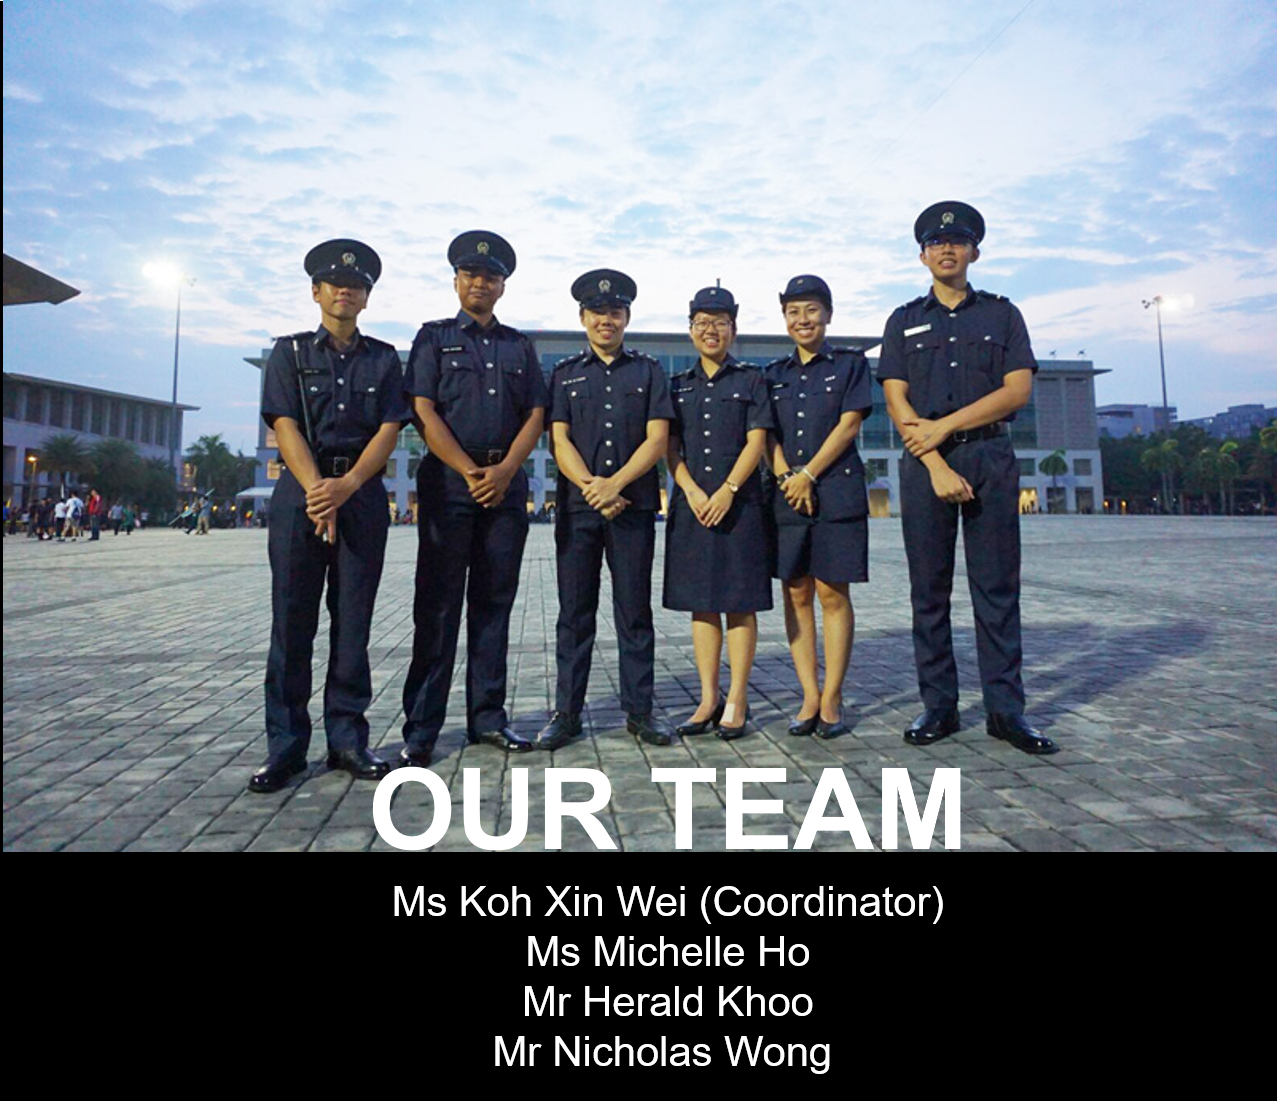 OUR TEAM
Ms Koh Xin Wei (Coordinator)
Ms Michelle Ho
Mr Herald Khoo
Mr Nicholas Wong